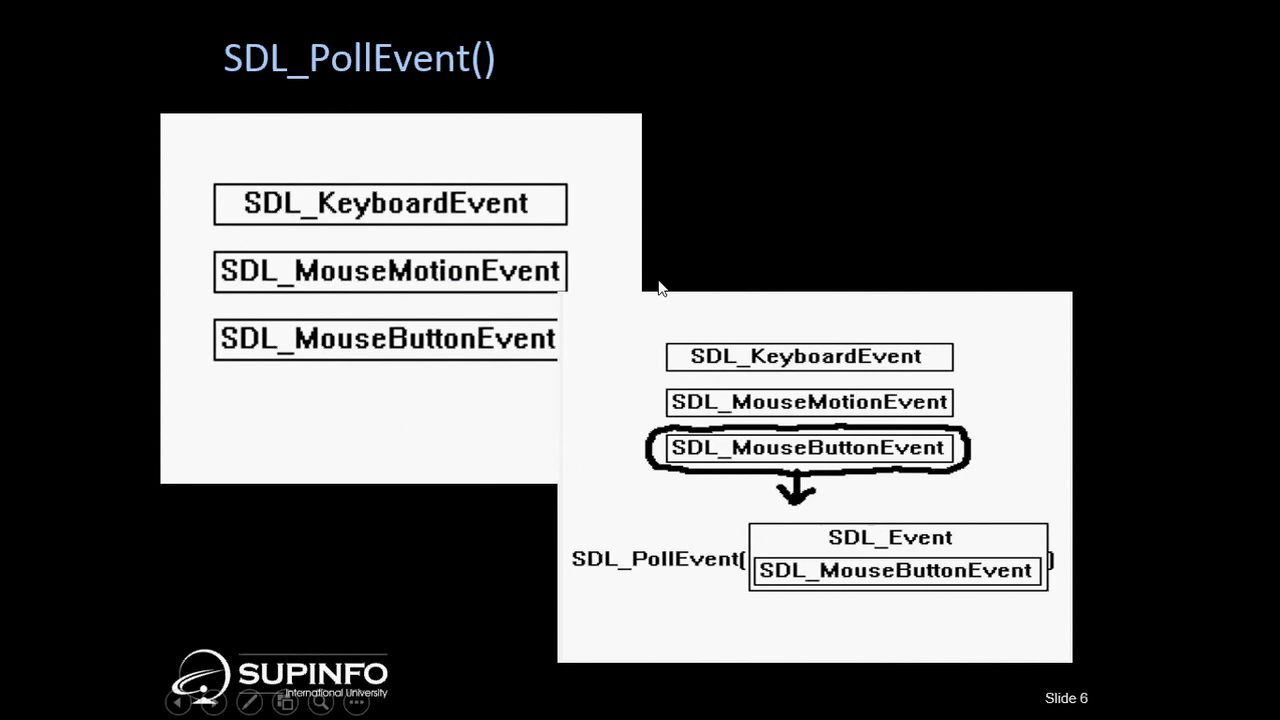 SDL_PollEvent()
SDL_KeyboardEvent
SDL_MouseMotionEvent
SDL_MouseButtonEvent
SDL_KeyboardEvent
SDL_MouseMotionEvent
SDL_MouseButtonEvent
SDL_Event
SDL_PollEvent( )
SDL_MouseButtonEvent
SUPINFO
International University
Slide 6